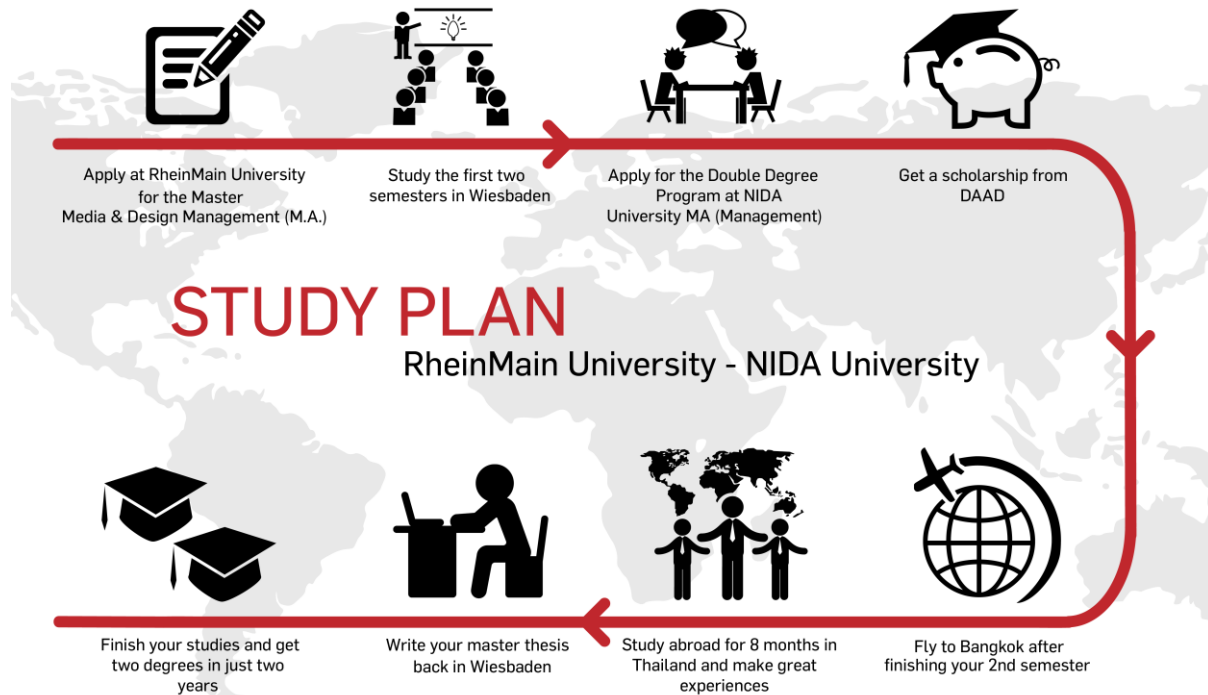 Apply at RheinMain University
for the Master
Media & Design Management (M.A.)
Study the first two
semesters in Wiesbaden
Apply for the Double Degree
Program at NIDA
University MA (Management)
Get a scholarship from
DAAD
STUDY PLAN
RheinMain University - NIDA University
Finish your studies and get
two degrees in just two
years
Write your master thesis
back in Wiesbaden
Study abroad for 8 months in
Thailand and make great
experiences
Fly to Bangkok after
finishing your 2nd semester